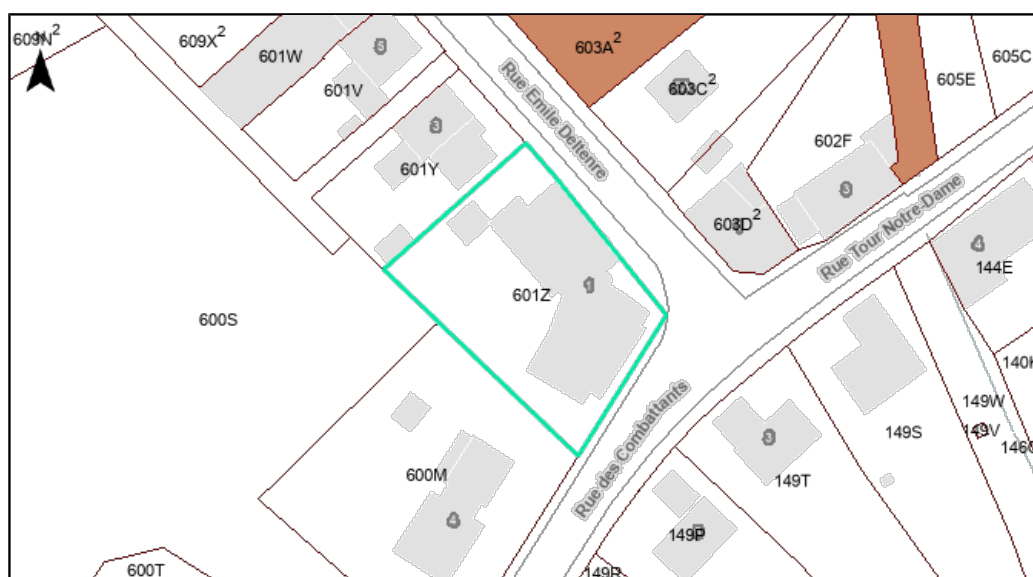 609N²
N
609X²
601W
5
601V
3
601Y
Rue Emile Deltenre
603A²
603C²
605C
605E
602F
3
603D²
Rue Tour Notre-Dame
4
144E
1
601Z
600S
140K
149W
149V
149S
Rue des Combattants
3
149T
600M
4
149P
149R
600T